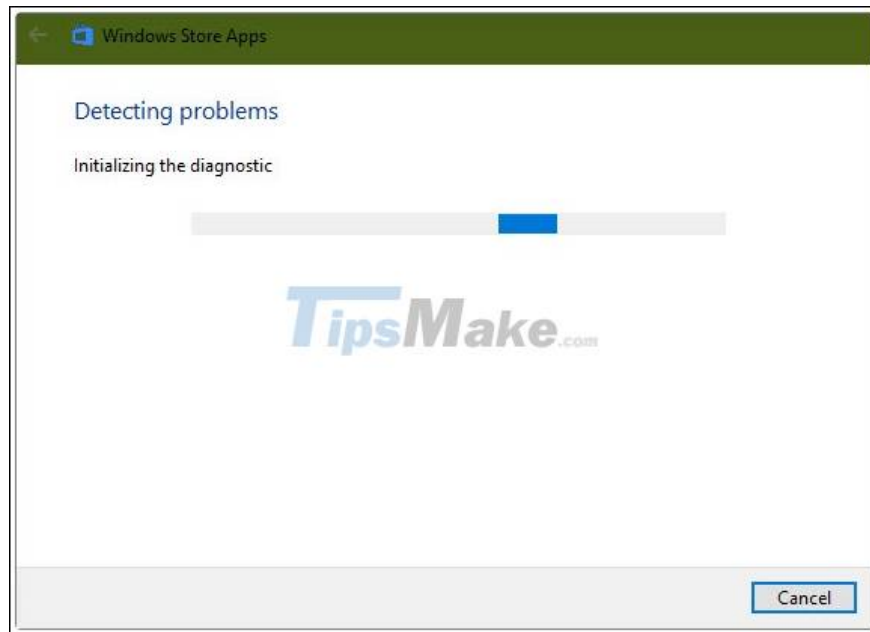 Windows Store Apps
Detecting problems
Initializing the diagnostic
TipsMake.com
Cancel